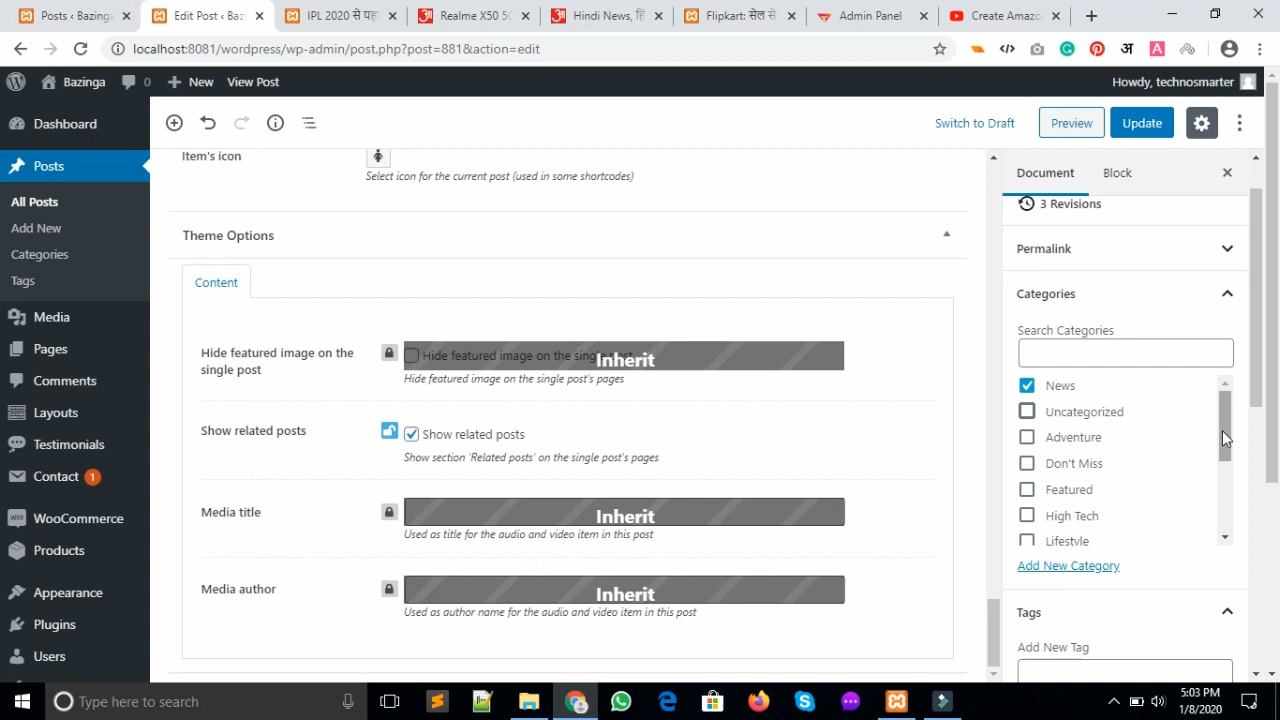 Posts ‹ Bazinga
Edit Post ‹ Bazi
IPL 2020 से पह
Realme X50 5G
Hindi News, हि
Flipkart: सेल से
Admin Panel
Create Amazo
localhost:8081/wordpress/wp-admin/post.php?post=881&action=edit
Bazinga
0
New
View Post
Howdy, technosmarter
Dashboard
Posts
All Posts
Add New
Categories
Tags
Media
Pages
Comments
Layouts
Testimonials
Contact 1
WooCommerce
Products
Appearance
Plugins
Users
Switch to Draft
Preview
Update
Item's icon
Select icon for the current post (used in some shortcodes)
Theme Options
Content
Hide featured image on the
single post
Hide featured image on the single post
Inherit
Hide featured image on the single post's pages
Show related posts
Show related posts
Show section 'Related posts' on the single post's pages
Media title
Inherit
Used as title for the audio and video item in this post
Media author
Inherit
Used as author name for the audio and video item in this post
Document
Block
3 Revisions
Permalink
Categories
Search Categories
News
Uncategorized
Adventure
Don't Miss
Featured
High Tech
Lifestyle
Add New Category
Tags
Add New Tag
Type here to search
5:03 PM
1/8/2020